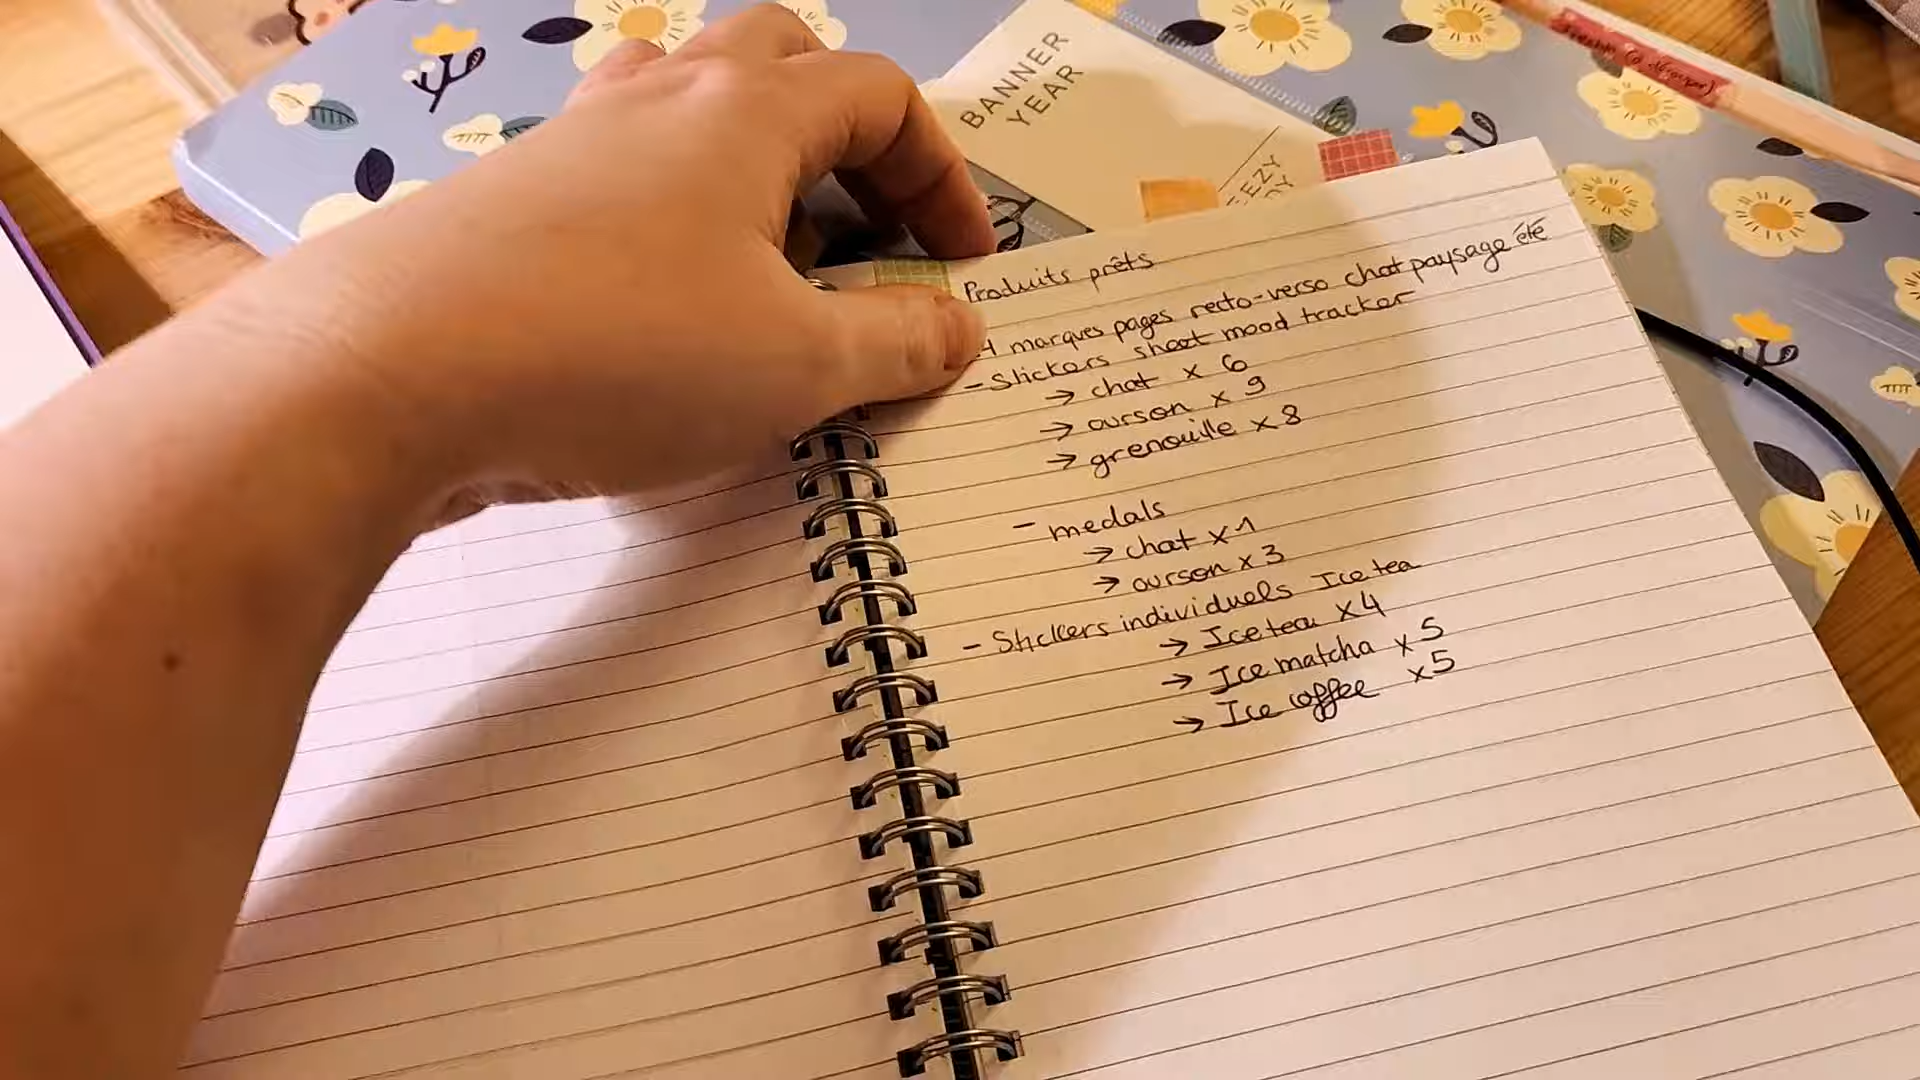 BANNER
YEAR
Produits prêts
4 marques pages recto-verso chat paysage été
- Stickers sheet mood tracker
→ chat x 6
→ ourson x 9
→ grenouille x 8
- medals
→ chat x 1
→ ourson x 3
- Stickers individuels Ice tea
→ Ice tea x4
→ Ice matcha x 5
→ Ice coffee x5